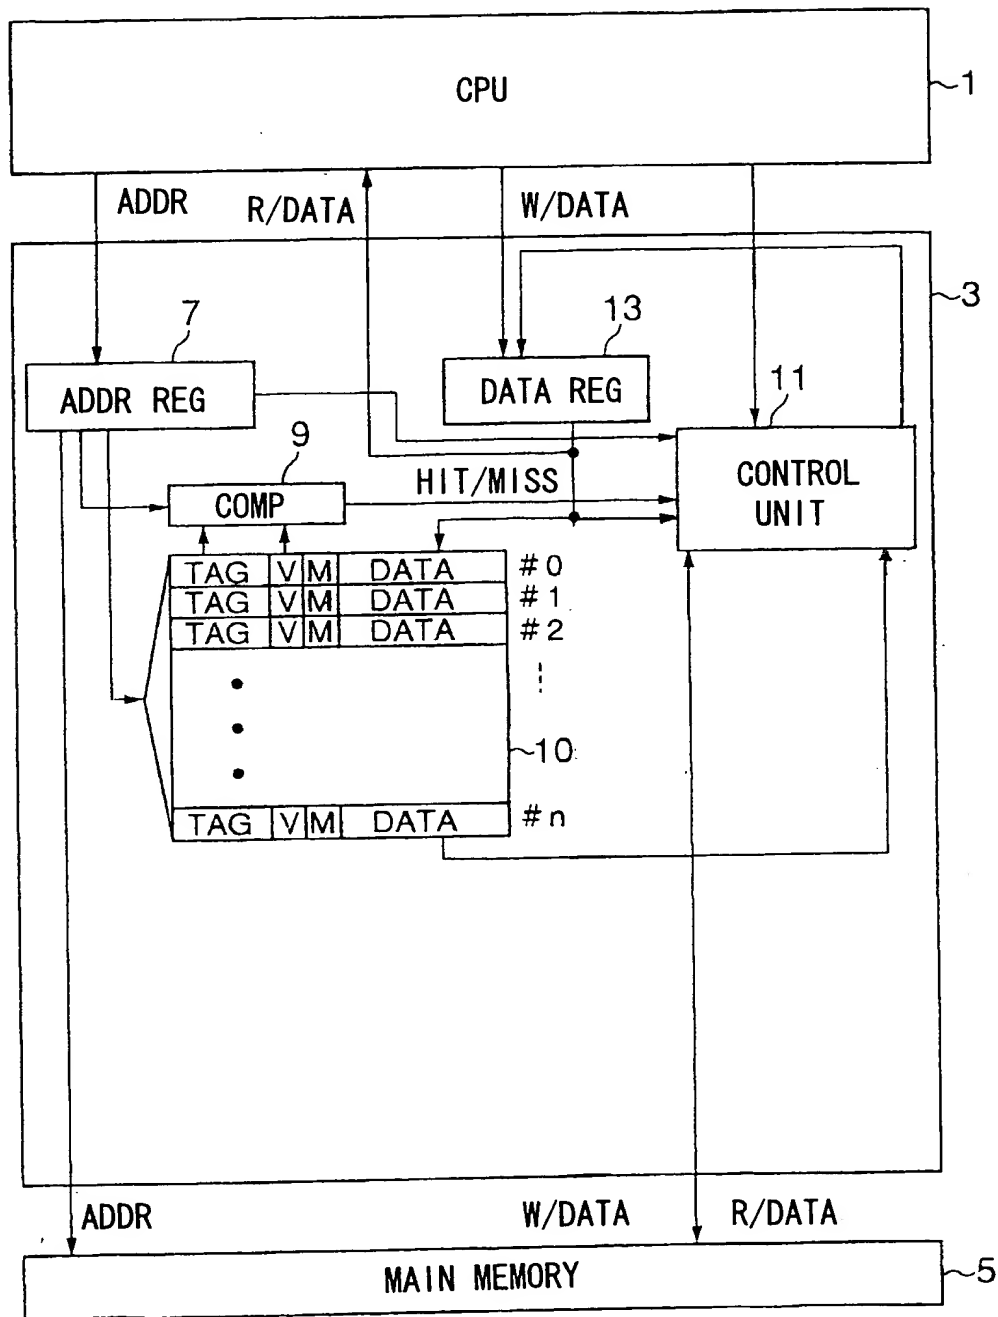 CPU
1
ADDR
R/DATA
W/DATA
3
7
13
ADDR REG
DATA REG
11
9
HIT/MISS
CONTROL
UNIT
COMP
TAG V M DATA #0
TAG V M DATA #1
TAG V M DATA #2
10
TAG V M DATA #n
ADDR
W/DATA
R/DATA
MAIN MEMORY
5